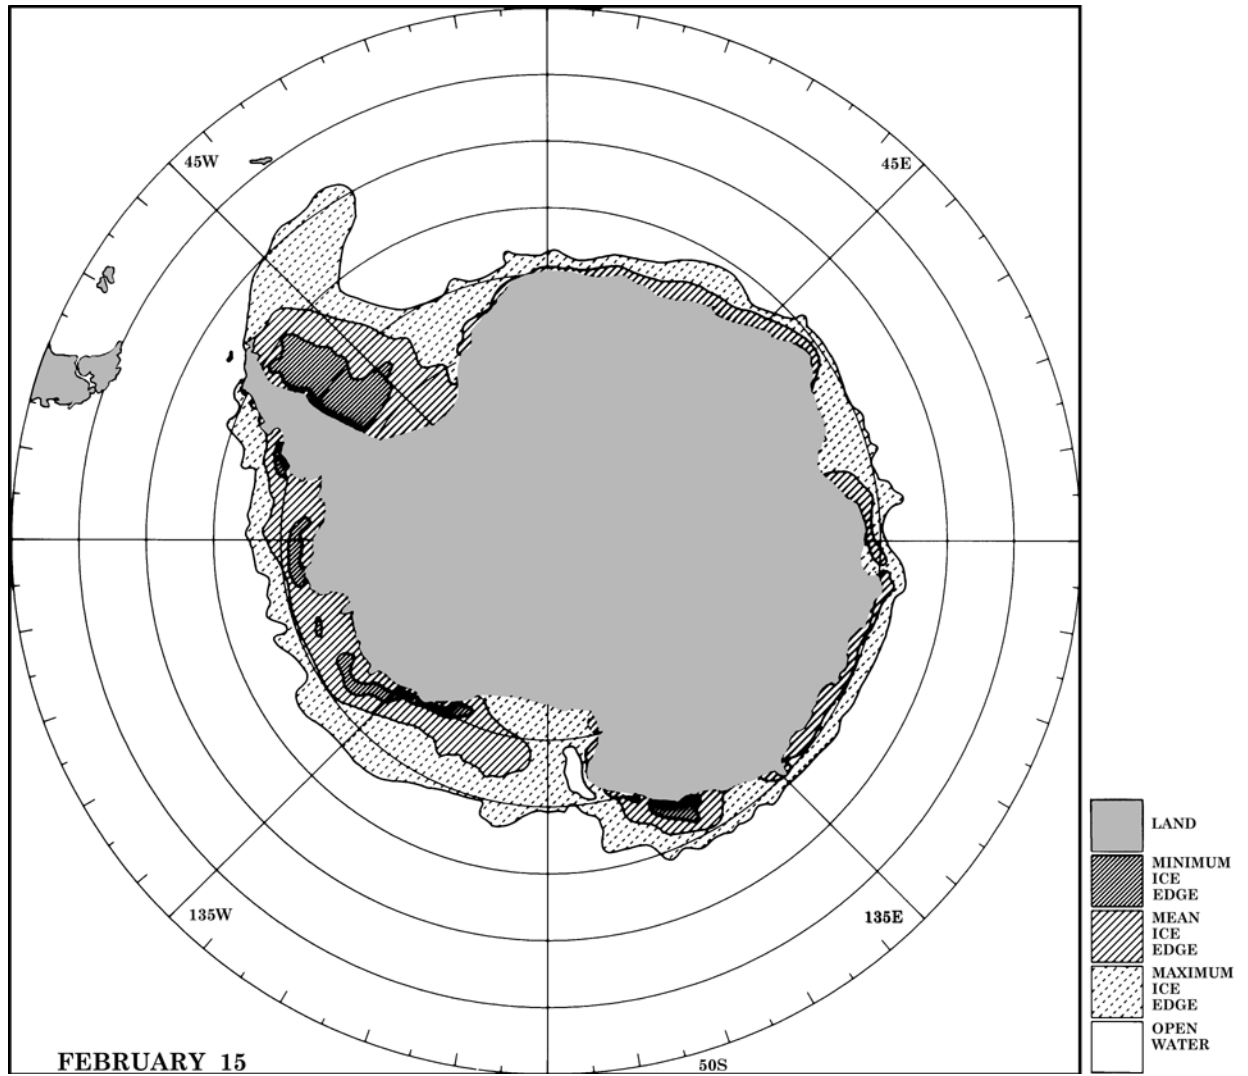 45W
45E
135W
135E
50S
FEBRUARY 15
LAND
MINIMUM
ICE
EDGE
MEAN
ICE
EDGE
MAXIMUM
ICE
EDGE
OPEN
WATER